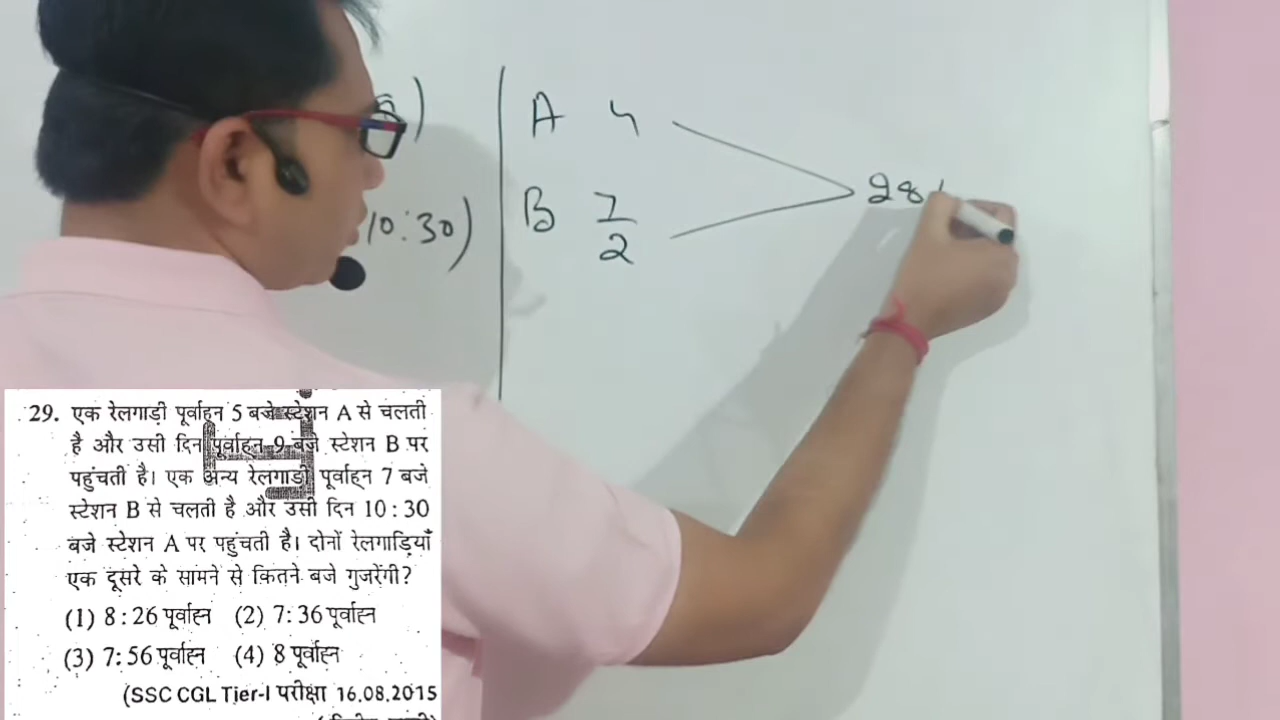 A 4
B 7/2
28
10:30)
29. एक रेलगाड़ी पूर्वाह्न 5 बजे स्टेशन A से चलती
है और उसी दिन पूर्वाह्न 9 बजे स्टेशन B पर
पहुंचती है। एक अन्य रेलगाड़ी पूर्वाह्न 7 बजे
स्टेशन B से चलती है और उसी दिन 10:30
बजे स्टेशन A पर पहुंचती है। दोनों रेलगाड़ियाँ
एक दूसरे के सामने से कितने बजे गुजरेंगी?
(1) 8:26 पूर्वाह्न (2) 7:36 पूर्वाह्न
(3) 7:56 पूर्वाह्न (4) 8 पूर्वाह्न
(SSC CGL Tier-I परीक्षा 16.08.2015